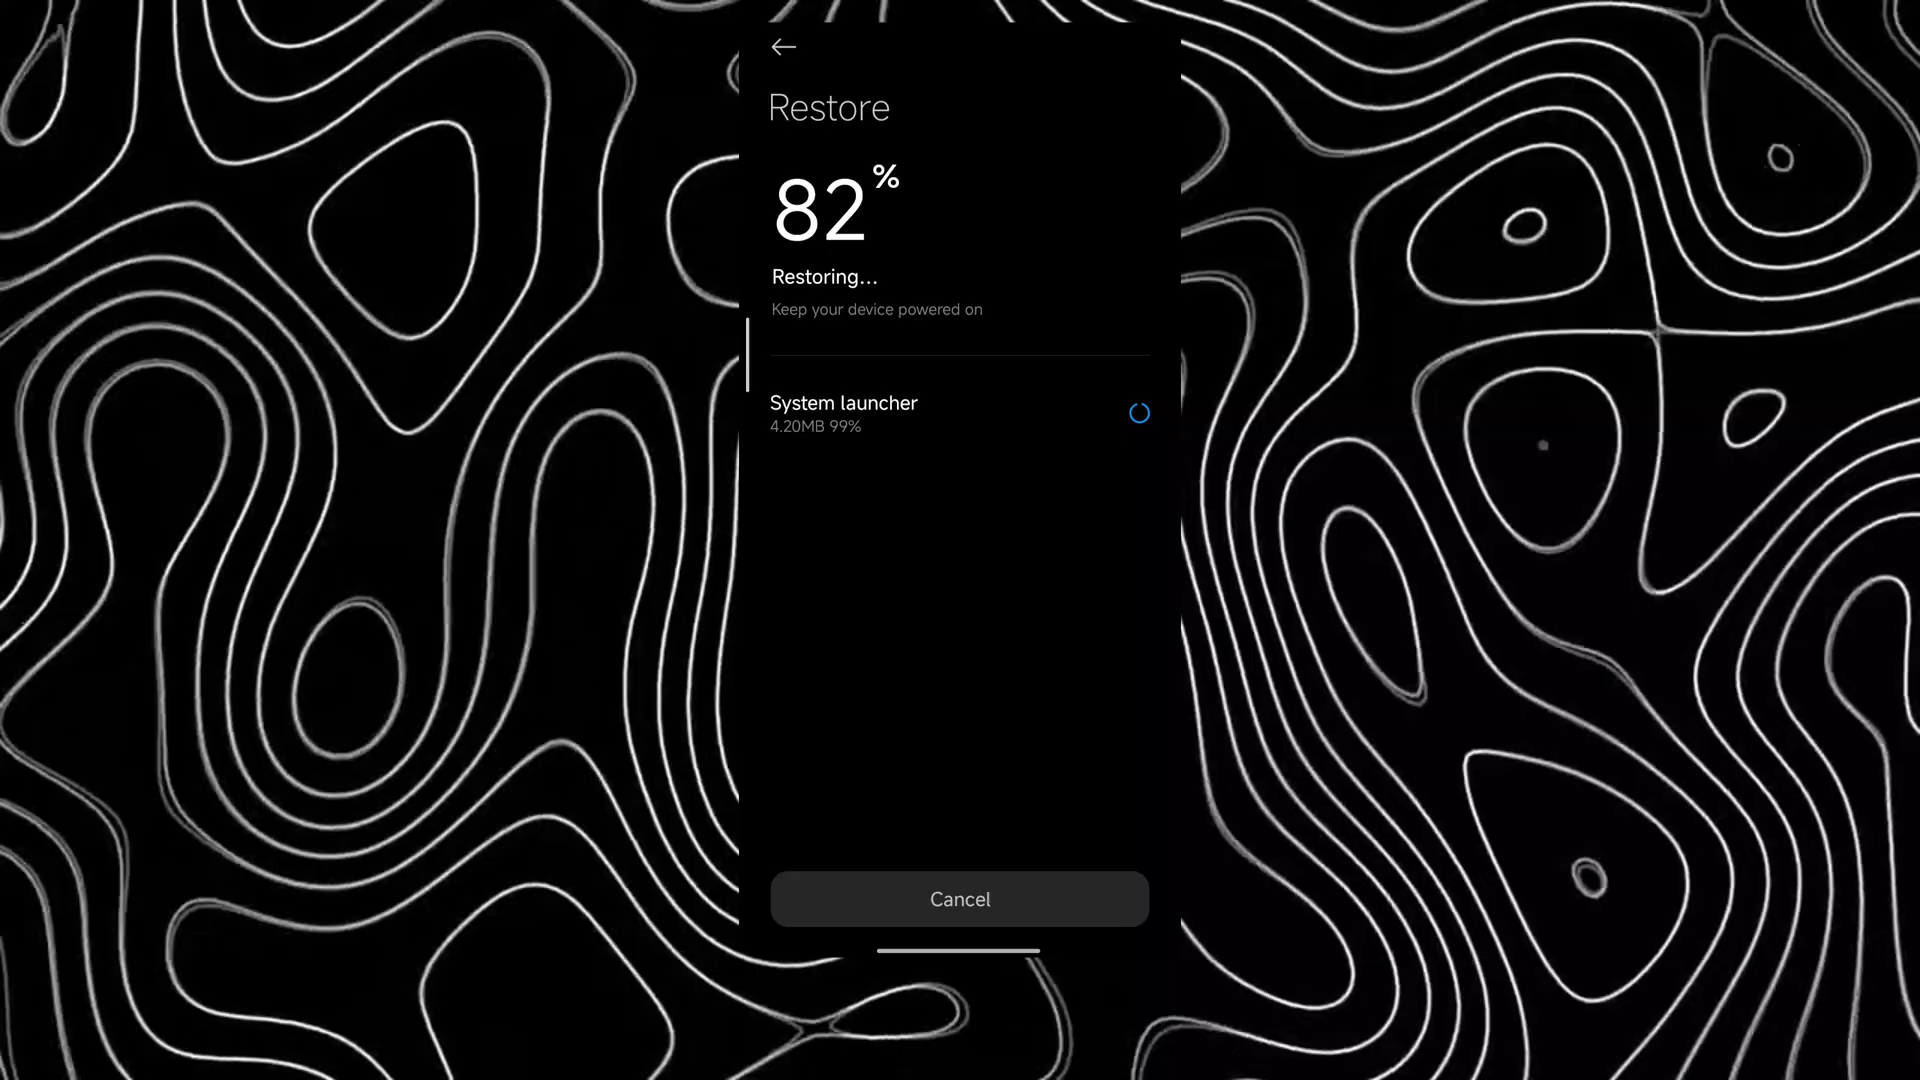 Restore
82%
Restoring...
Keep your device powered on
System launcher
4.20MB 99%
Cancel